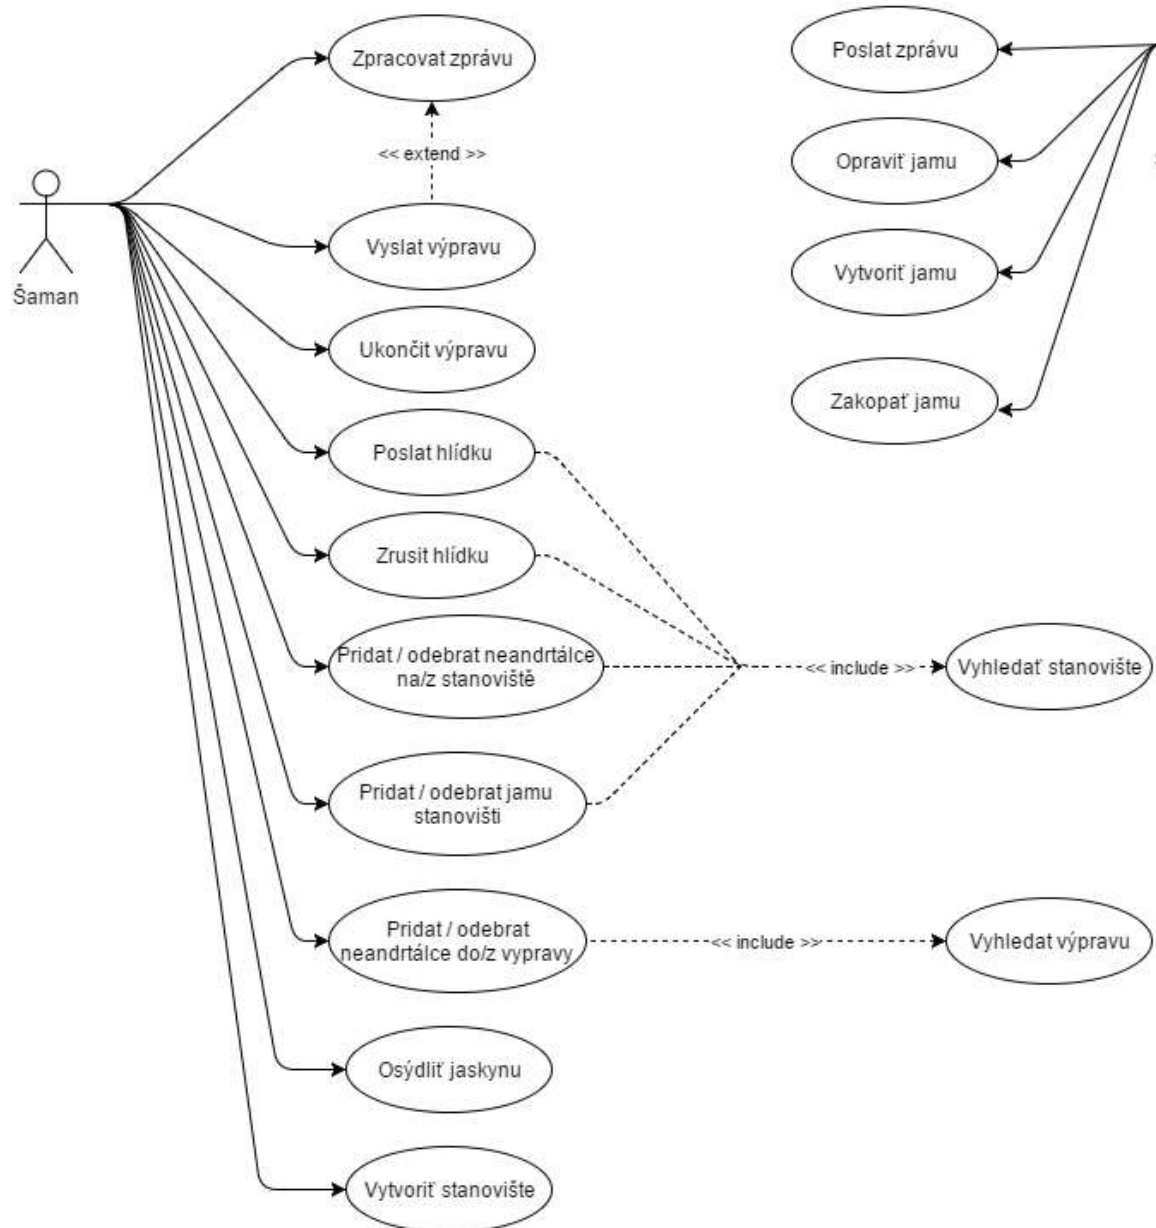 Zpracovat zprávu
Poslat zprávu
<< extend >>
Opraviť jamu
Šaman
Vyslat výpravu
Vytvoriť jamu
Ukončit výpravu
Zakopať jamu
Poslat hlídku
Zrusit hlídku
Pridat / odebrat neandrtálce
na/z stanoviště
<< include >>
Vyhledať stanovište
Pridat / odebrat jamu
stanovišti
Pridat / odebrat
neandrtálce do/z vypravy
<< include >>
Vyhledat výpravu
Osýdliť jaskynu
Vytvoriť stanovište